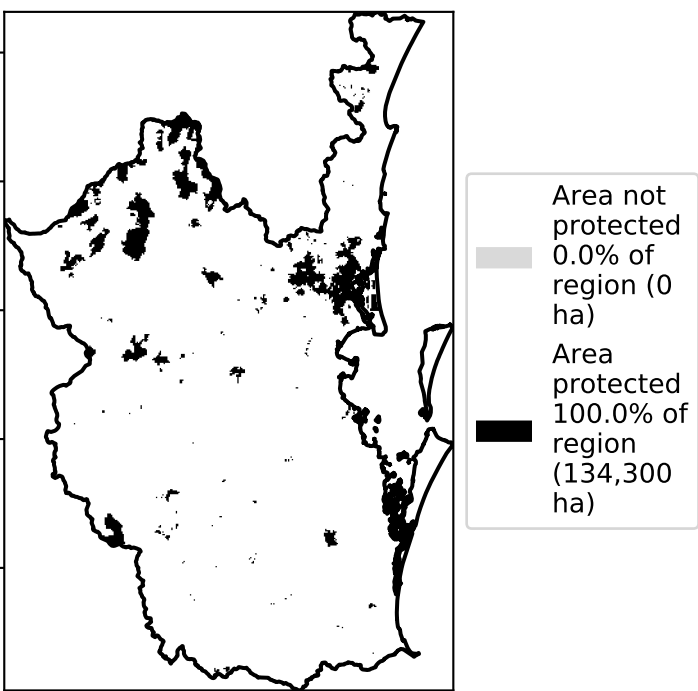 Area not
protected
0.0% of
region (0
ha)
Area
protected
100.0% of
region
(134,300
ha)